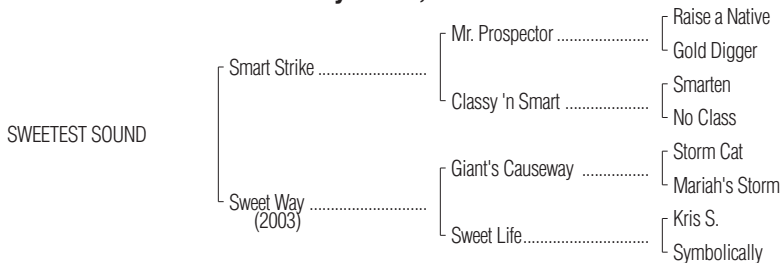 Raise a Native
Mr. Prospector ......................
Gold Digger
Smart Strike ..........................
Smarten
Classy 'n Smart ....................
No Class
SWEETEST SOUND
Storm Cat
Giant's Causeway ................
Mariah's Storm
Sweet Way ............................
(2003)
Kris S.
Sweet Life..............................
Symbolically